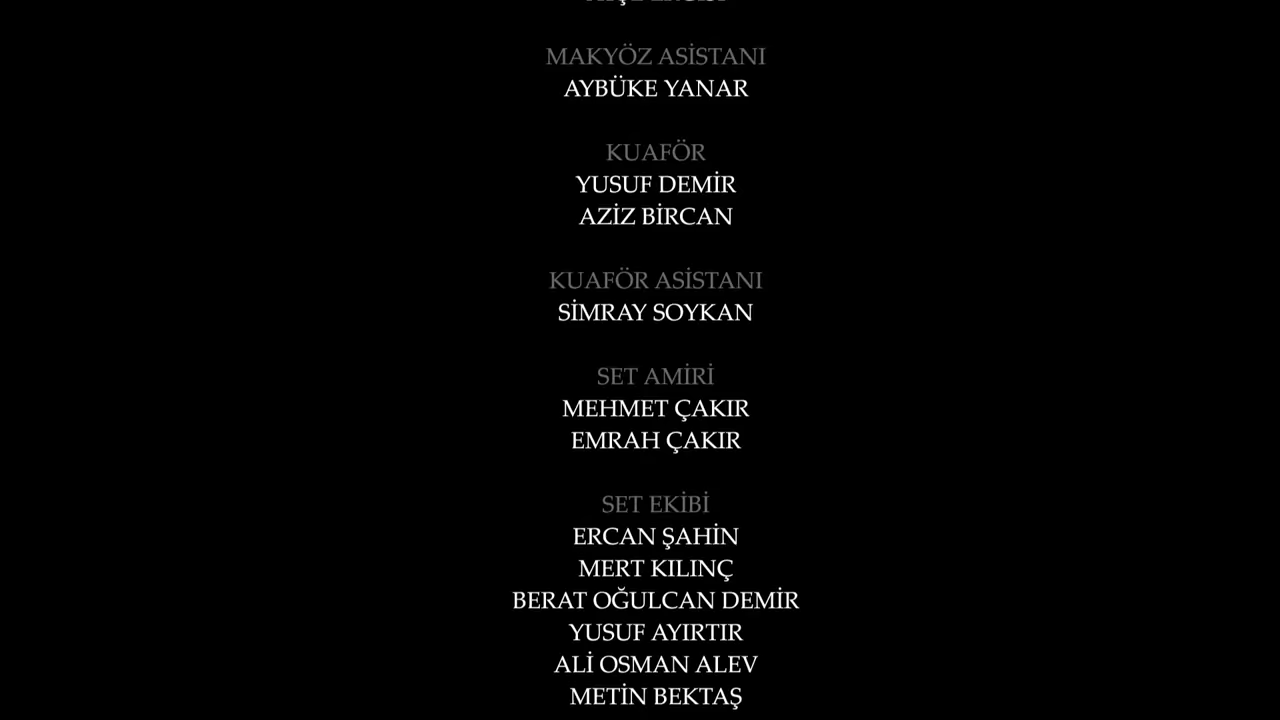 MAKYÖZ ASİSTANI
AYBÜKE YANAR
KUAFÖR
YUSUF DEMİR
AZİZ BİRCAN
KUAFÖR ASİSTANI
SİMRAY SOYKAN
SET AMİRİ
MEHMET ÇAKIR
EMRAH ÇAKIR
SET EKİBİ
ERCAN ŞAHİN
MERT KILINÇ
BERAT OĞULCAN DEMİR
YUSUF AYIRTIR
ALİ OSMAN ALEV
METİN BEKTAŞ